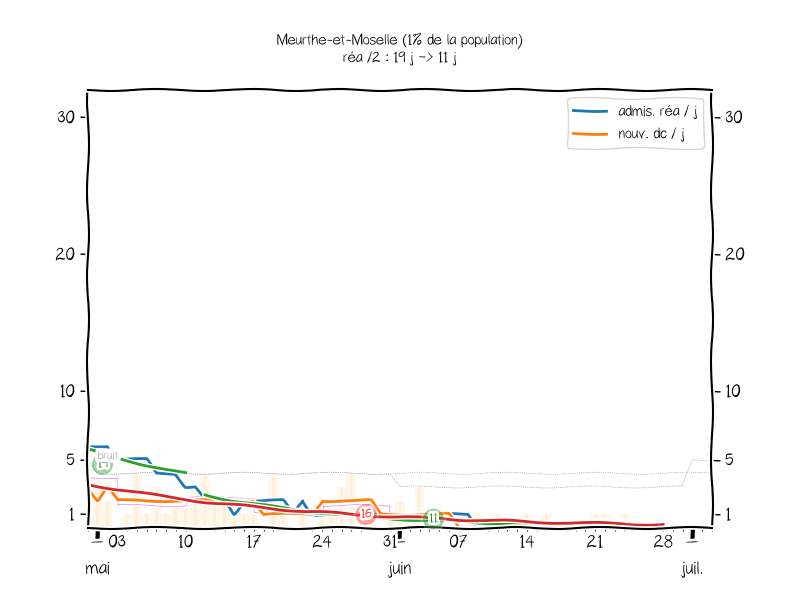 Meurthe-et-Moselle (1% de la population)
réa /2 : 19 j -> 11 j
admis. réa / j
nouv. dc / j
30
30
20
20
10
10
5
5
1
1
bruit
14
16
11
03
10
17
24
31
07
14
21
28
mai
juin
juil.